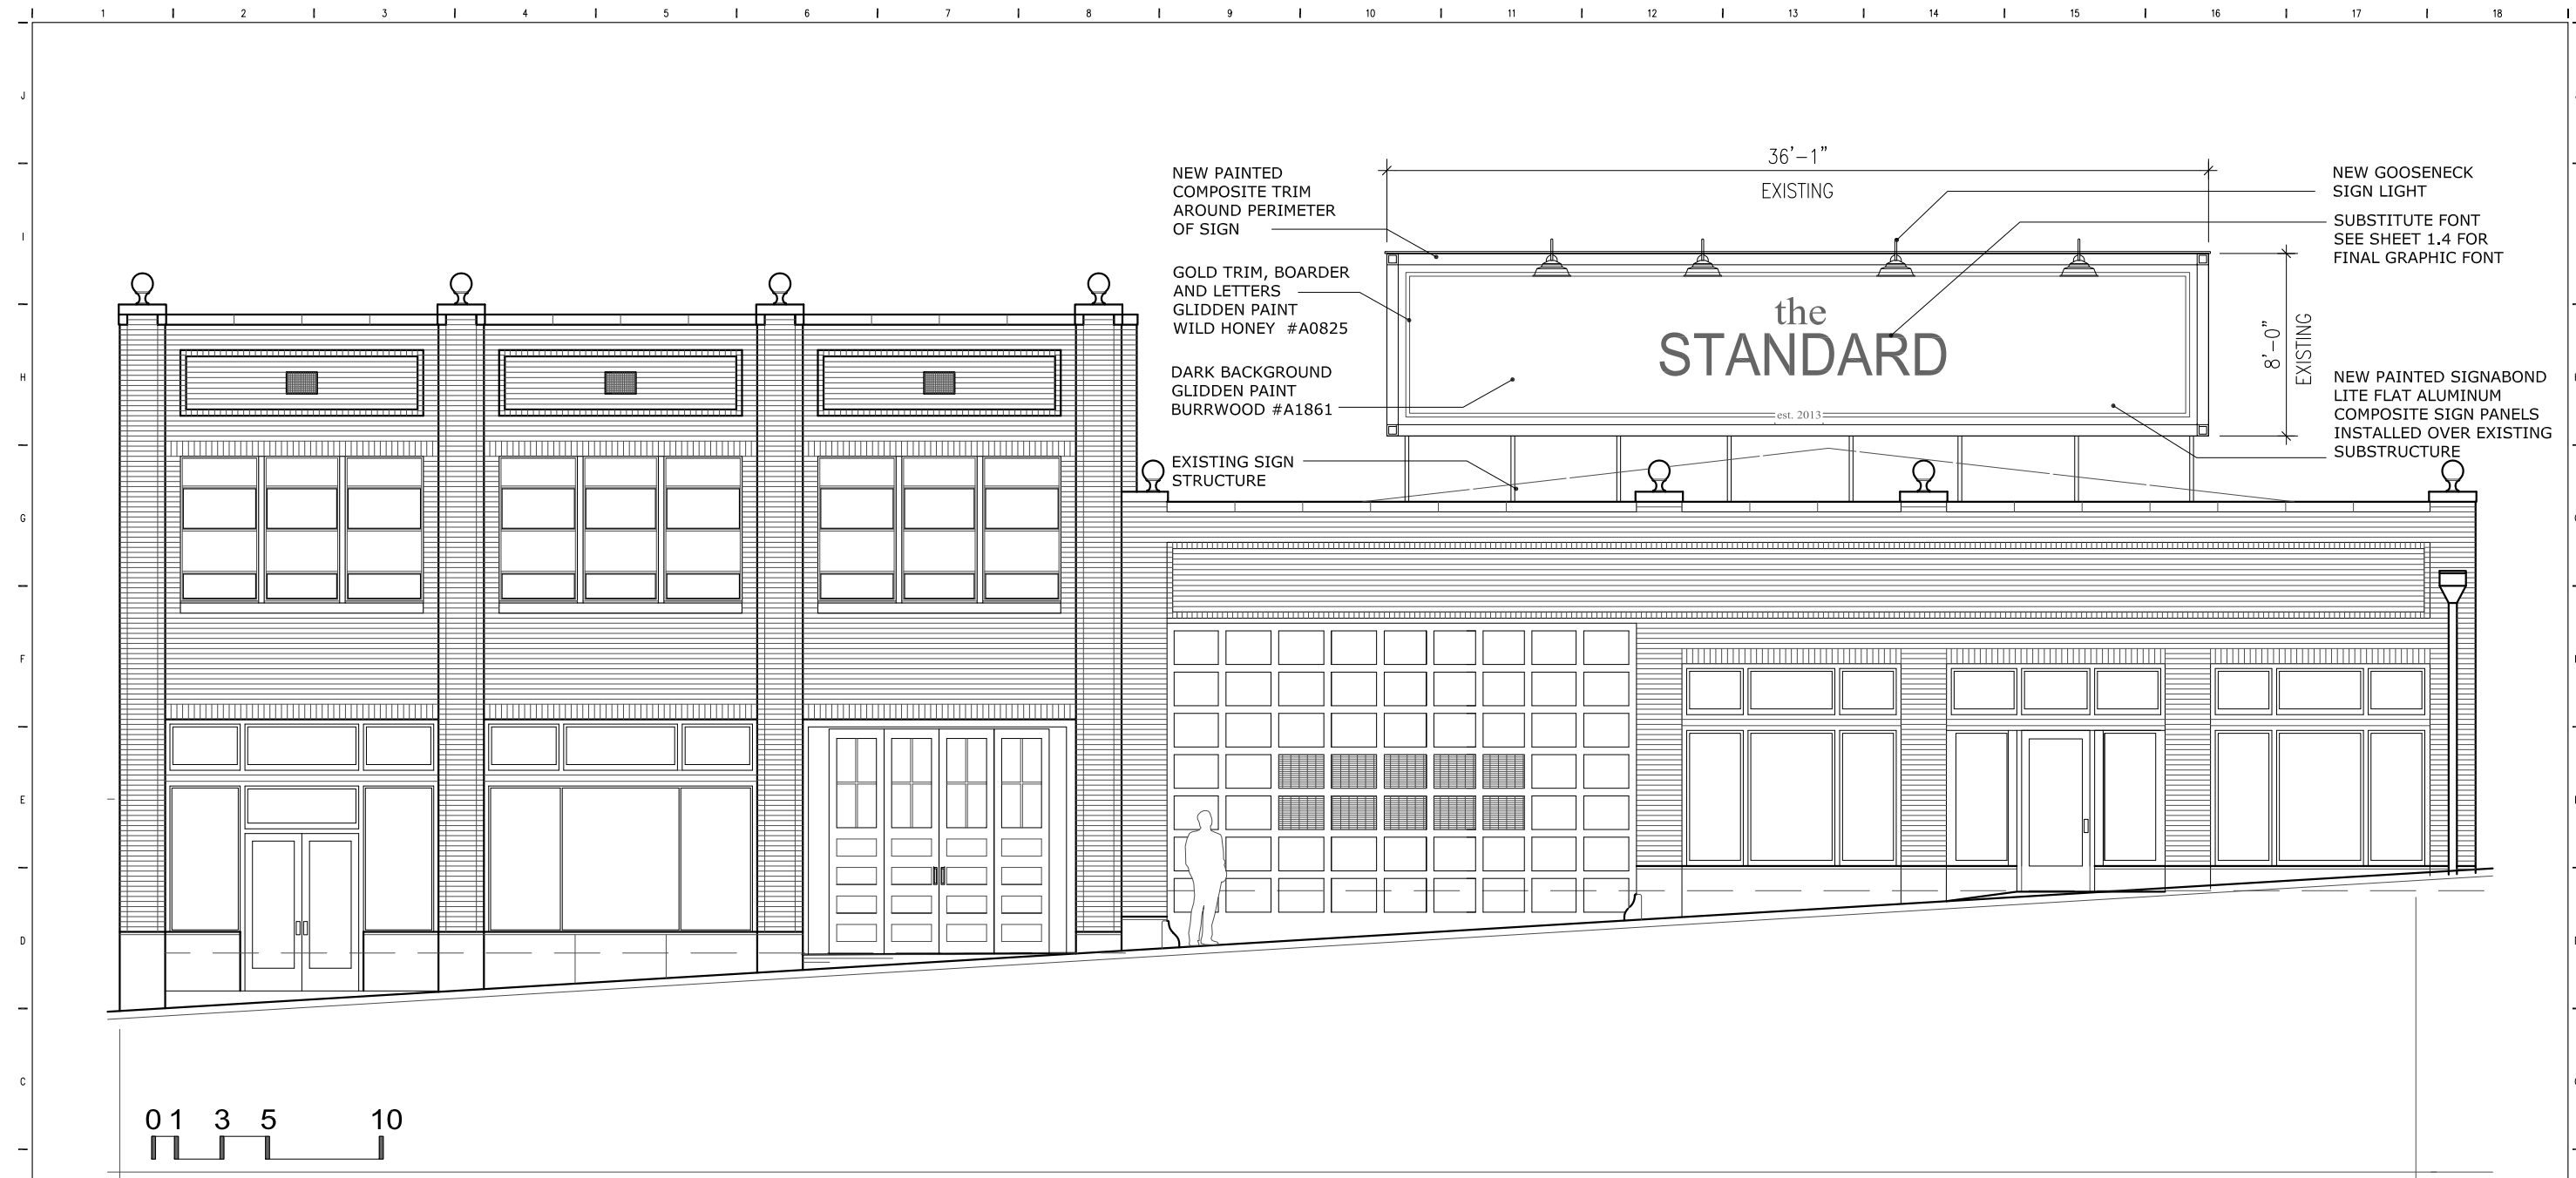 1 2 3 4 5 6 7 8 9 10 11 12 13 14 15 16 17 18
J
I
H
G
F
E
D
C
NEW PAINTED
COMPOSITE TRIM
AROUND PERIMETER
OF SIGN
GOLD TRIM, BOARDER
AND LETTERS
GLIDDEN PAINT
WILD HONEY #A0825
DARK BACKGROUND
GLIDDEN PAINT
BURRWOOD #A1861
EXISTING SIGN
STRUCTURE
36'-1"
EXISTING
the
STANDARD
est. 2013
8'-0"
EXISTING
NEW GOOSENECK
SIGN LIGHT
SUBSTITUTE FONT
SEE SHEET 1.4 FOR
FINAL GRAPHIC FONT
NEW PAINTED SIGNABOND
LITE FLAT ALUMINUM
COMPOSITE SIGN PANELS
INSTALLED OVER EXISTING
SUBSTRUCTURE
0 1 3 5 10